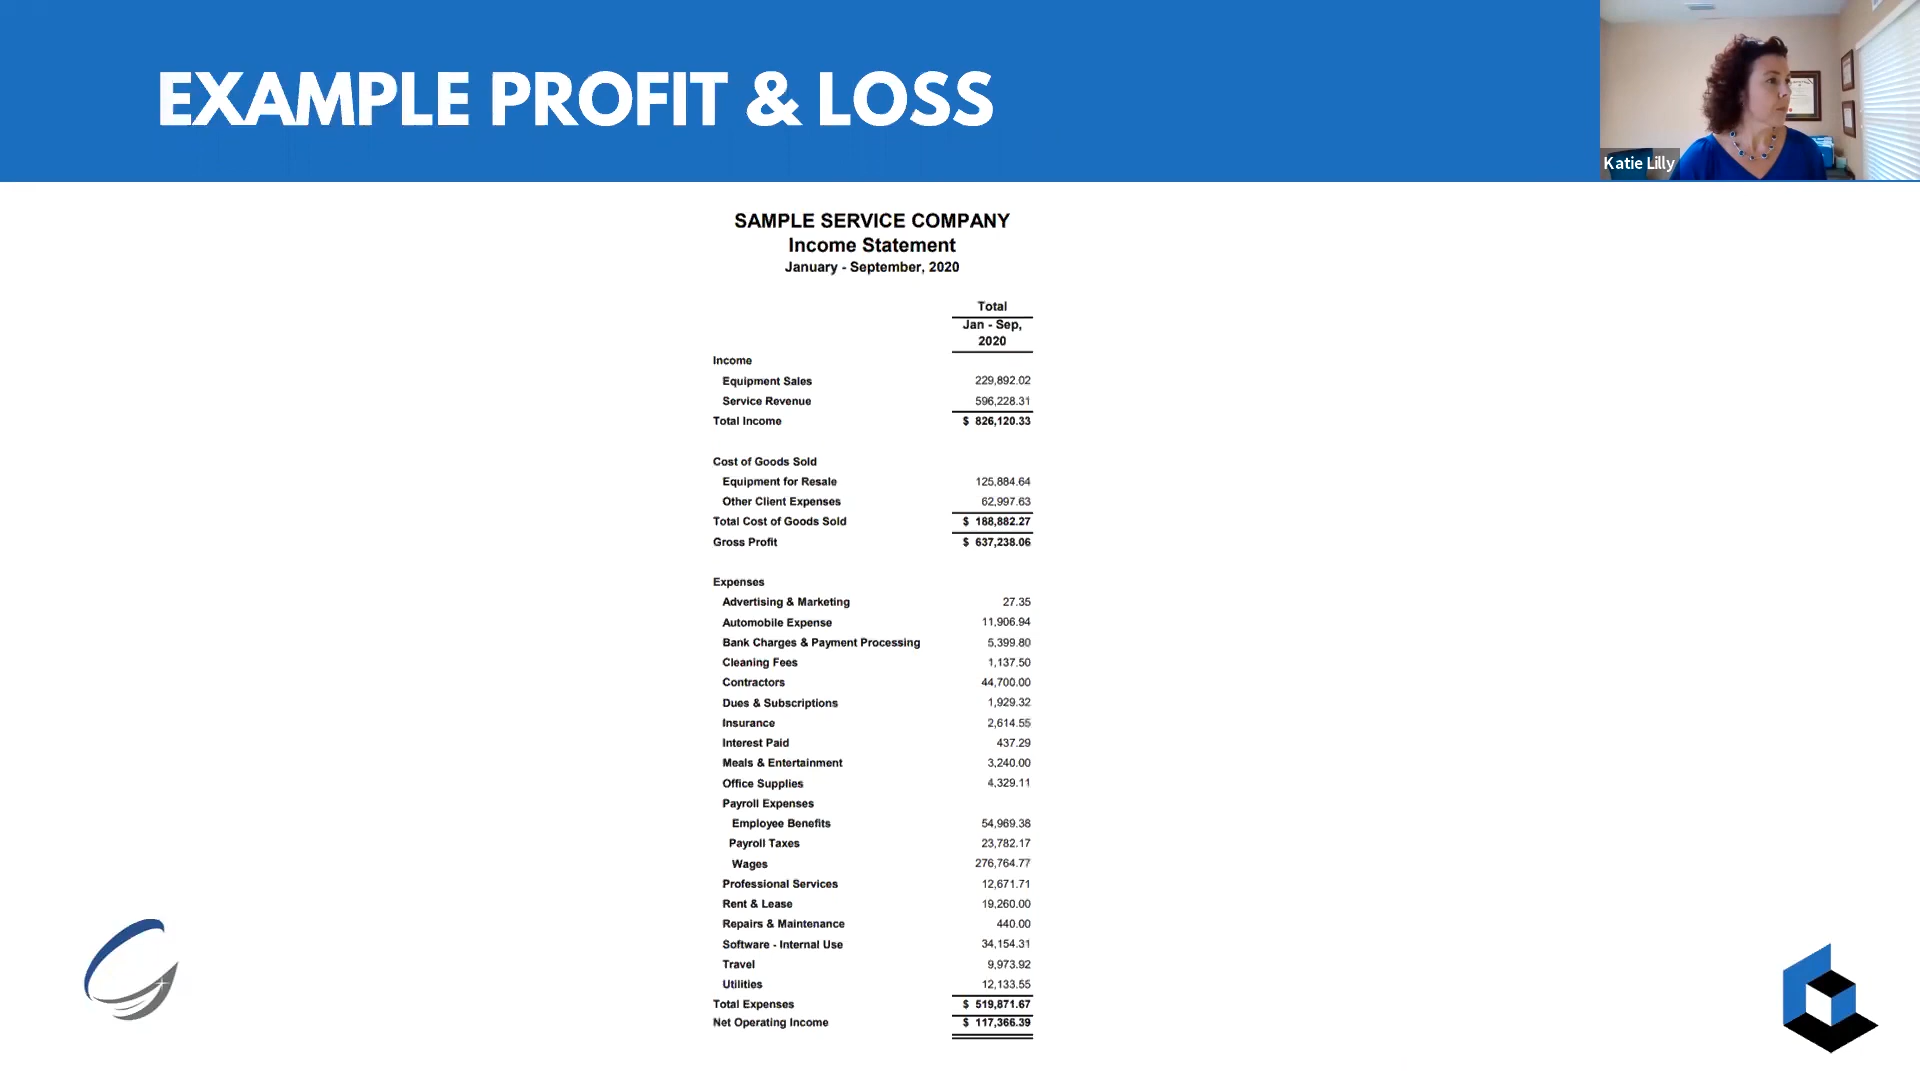 EXAMPLE PROFIT & LOSS
Katie Lilly
SAMPLE SERVICE COMPANY
Income Statement
January - September, 2020
Total
Jan - Sep,
2020
Income
Equipment Sales 229,892.02
Service Revenue 596,228.31
Total Income $ 826,120.33
Cost of Goods Sold
Equipment for Resale 125,884.64
Other Client Expenses 62,997.63
Total Cost of Goods Sold $ 188,882.27
Gross Profit $ 637,238.06
Expenses
Advertising & Marketing 27.35
Automobile Expense 11,906.94
Bank Charges & Payment Processing 5,399.80
Cleaning Fees 1,137.50
Contractors 44,700.00
Dues & Subscriptions 1,929.32
Insurance 2,614.55
Interest Paid 437.29
Meals & Entertainment 3,240.00
Office Supplies 4,329.11
Payroll Expenses
Employee Benefits 54,969.38
Payroll Taxes 23,782.17
Wages 276,764.77
Professional Services 12,671.71
Rent & Lease 19,260.00
Repairs & Maintenance 440.00
Software - Internal Use 34,154.31
Travel 9,973.92
Utilities 12,133.55
Total Expenses $ 519,871.67
Net Operating Income $ 117,366.39